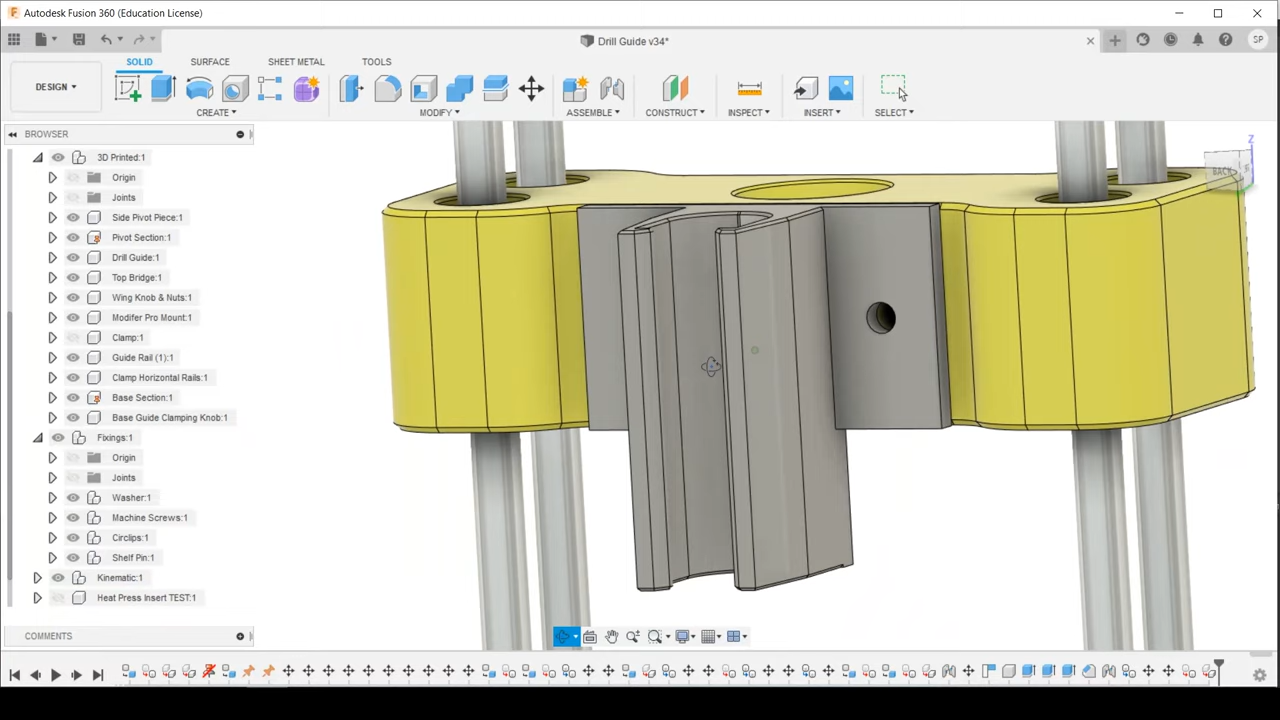 Autodesk Fusion 360 (Education License)
Drill Guide v34*
SP
DESIGN
SOLID
SURFACE
SHEET METAL
TOOLS
CREATE
MODIFY
ASSEMBLE
CONSTRUCT
INSPECT
INSERT
SELECT
BROWSER
3D Printed:1
Origin
Joints
Side Pivot Piece:1
Pivot Section:1
Drill Guide:1
Top Bridge:1
Wing Knob & Nuts:1
Modifer Pro Mount:1
Clamp:1
Guide Rail (1):1
Clamp Horizontal Rails:1
Base Section:1
Base Guide Clamping Knob:1
Fixings:1
Origin
Joints
Washer:1
Machine Screws:1
Circlips:1
Shelf Pin:1
Kinematic:1
Heat Press Insert TEST:1
COMMENTS
Z
BACK